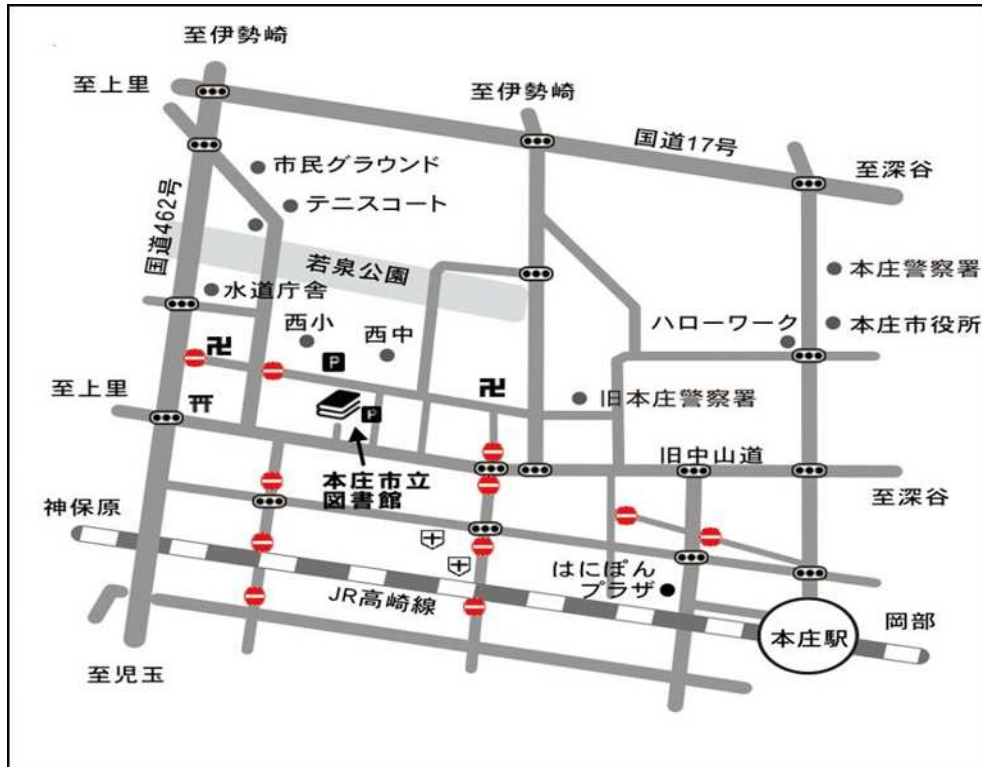 至伊勢崎
至上里
至伊勢崎
国道17号
至深谷
市民グラウンド
テニスコート
国道462号
若泉公園
本庄警察署
水道庁舎
西小
西中
ハローワーク
本庄市役所
P
卍
至上里
卍
旧本庄警察署
P
旧中山道
本庄市立
図書館
至深谷
神保原
はにぽん
プラザ
JR高崎線
本庄駅
岡部
至児玉